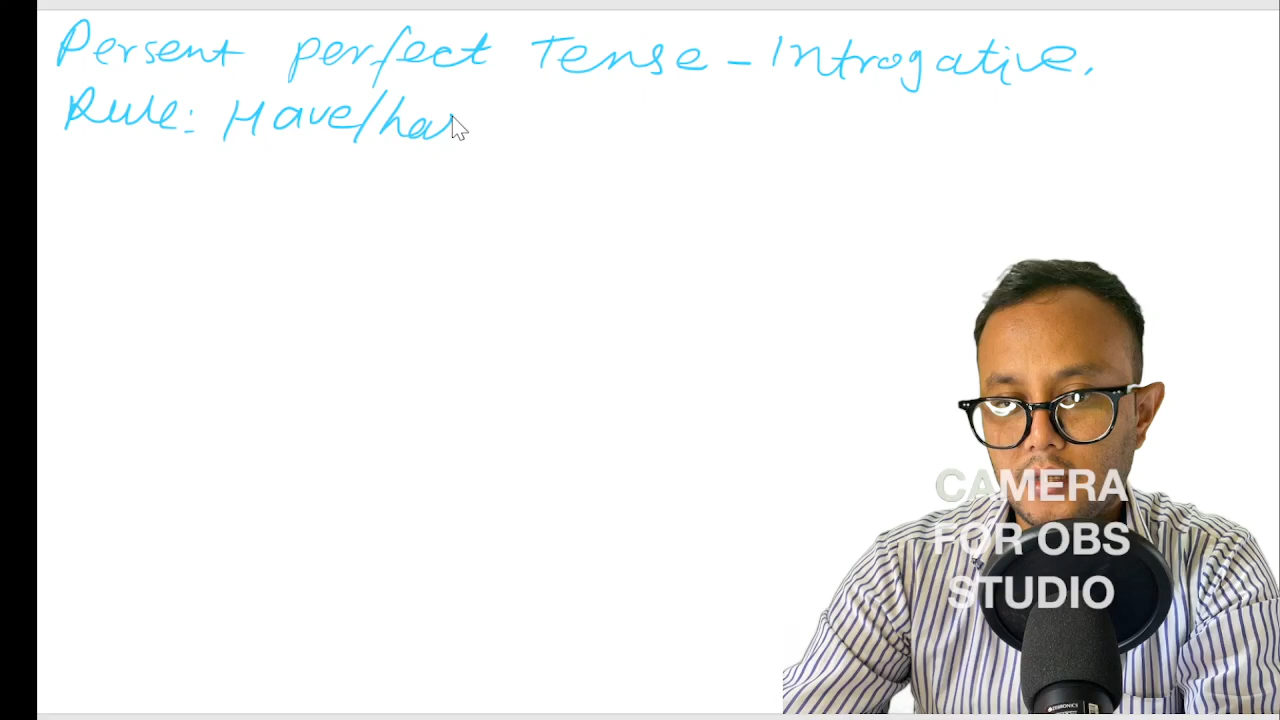 Persent perfect Tense - Introgative.
Rule: Have/has
CAMERA
FOR OBS
STUDIO